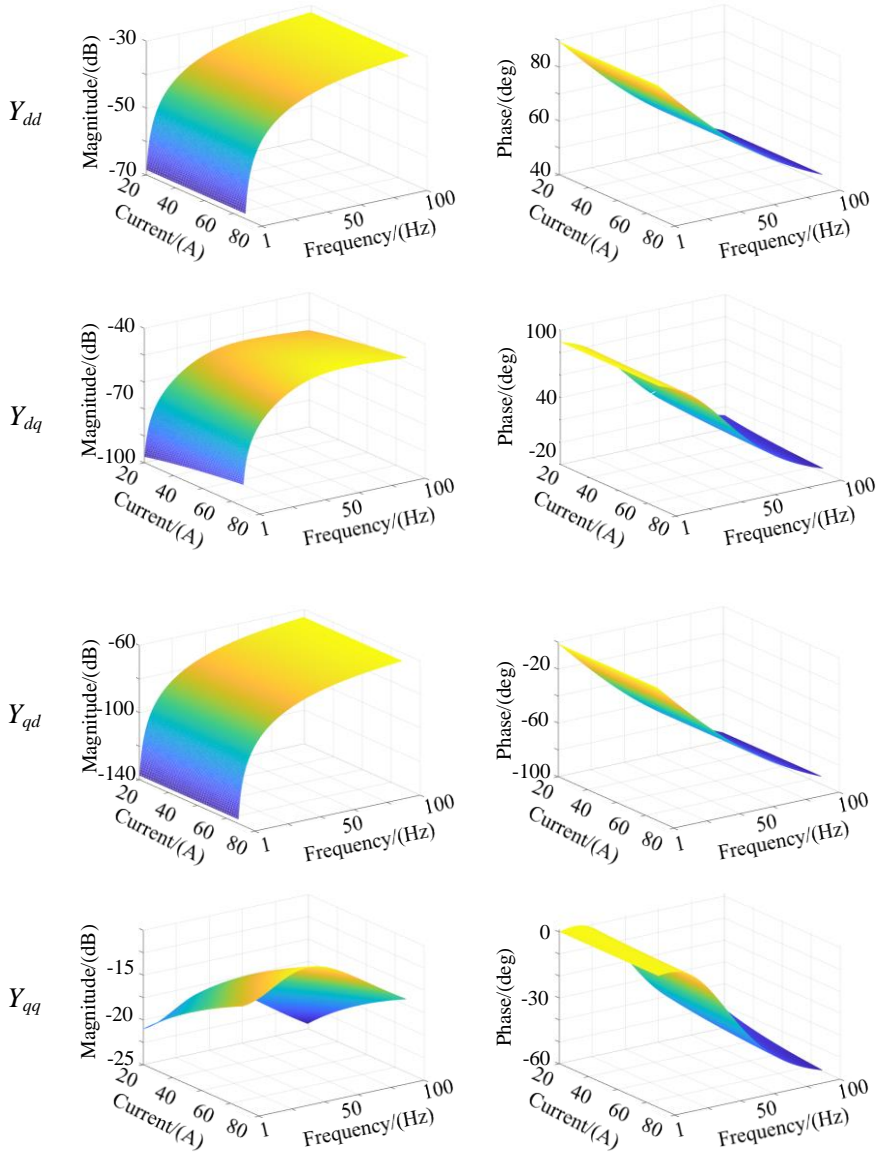 Y_dd
Magnitude/(dB)
-30
-50
-70
20
40
60
80
Current/(A)
1
50
100
Frequency/(Hz)
Phase/(deg)
80
60
40
20
40
60
80
Current/(A)
1
50
100
Frequency/(Hz)
Y_dq
Magnitude/(dB)
-40
-70
-100
20
40
60
80
Current/(A)
1
50
100
Frequency/(Hz)
Phase/(deg)
100
40
-20
20
40
60
80
Current/(A)
1
50
100
Frequency/(Hz)
Y_qd
Magnitude/(dB)
-60
-100
-140
20
40
60
80
Current/(A)
1
50
100
Frequency/(Hz)
Phase/(deg)
-20
-60
-100
20
40
60
80
Current/(A)
1
50
100
Frequency/(Hz)
Y_qq
Magnitude/(dB)
-15
-20
-25
20
40
60
80
Current/(A)
1
50
100
Frequency/(Hz)
Phase/(deg)
0
-30
-60
20
40
60
80
Current/(A)
1
50
100
Frequency/(Hz)